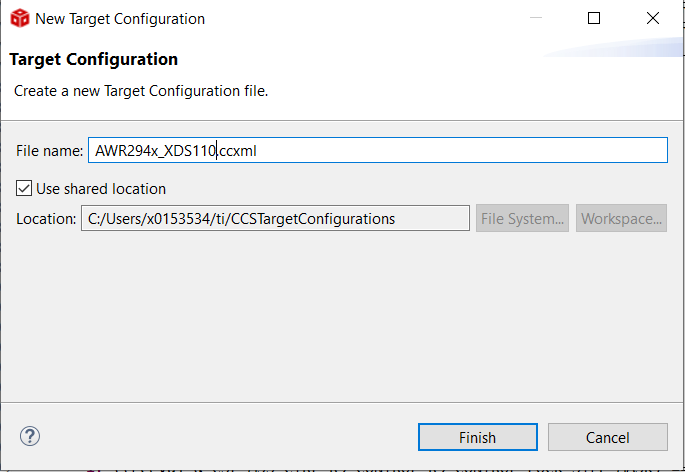 New Target Configuration
Target Configuration
Create a new Target Configuration file.
File name: AWR294x_XDS110.ccxml
Use shared location
Location: C:/Users/x0153534/ti/CCSTargetConfigurations File System... Workspace...
? Finish Cancel